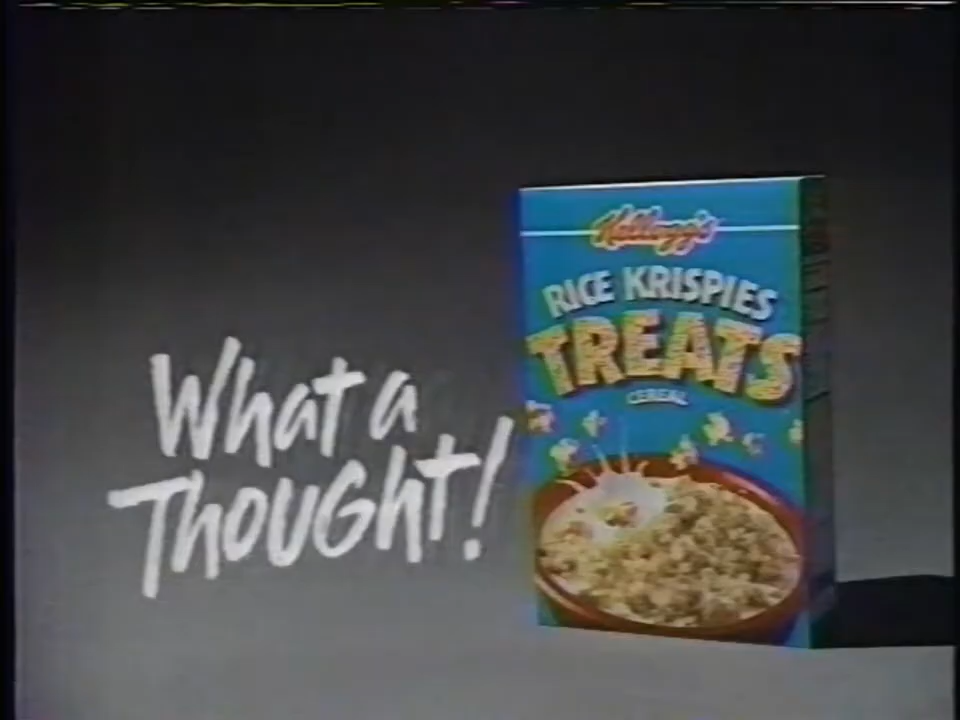 What a
Thought!
Kellogg's
RICE KRISPIES
TREATS
CEREAL